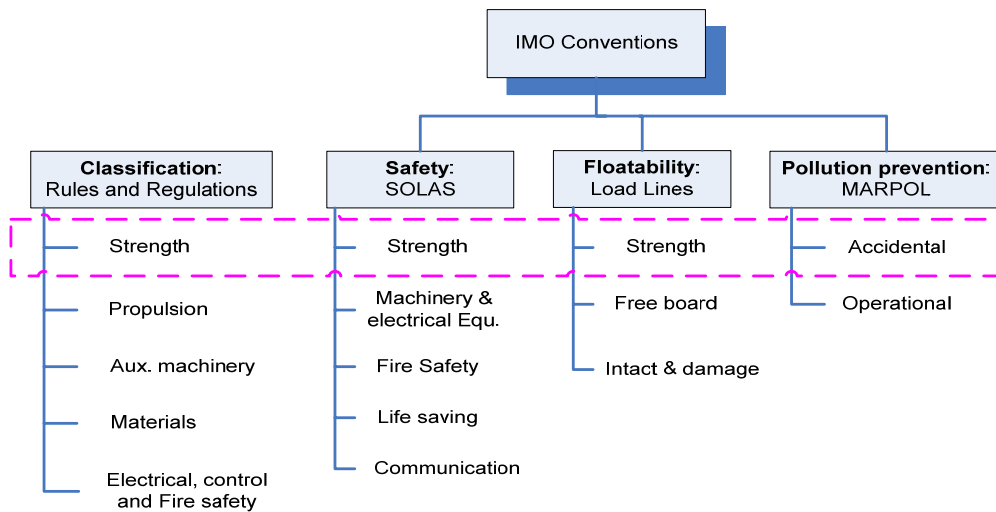 IMO Conventions
Classification:
Rules and Regulations
Safety:
SOLAS
Floatability:
Load Lines
Pollution prevention:
MARPOL
Strength
Propulsion
Aux. machinery
Materials
Electrical, control
and Fire safety
Strength
Machinery &
electrical Equ.
Fire Safety
Life saving
Communication
Strength
Free board
Intact & damage
Accidental
Operational